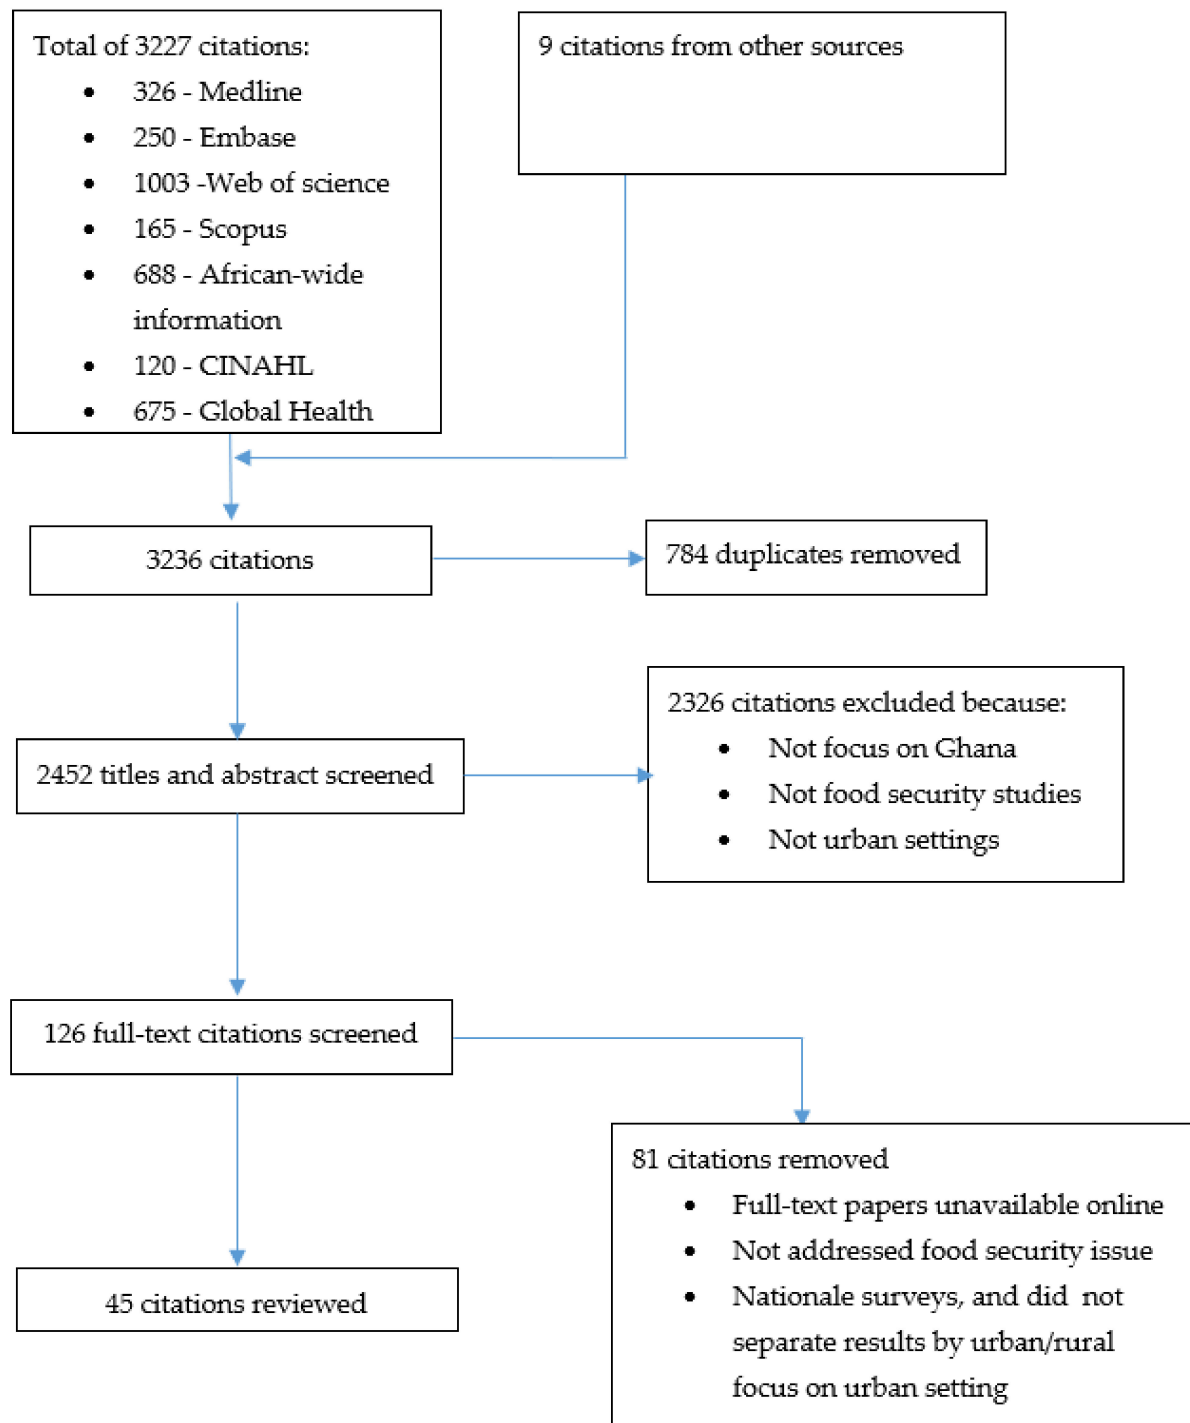 Total of 3227 citations:
• 326 - Medline
• 250 - Embase
• 1003 -Web of science
• 165 - Scopus
• 688 - African-wide
information
• 120 - CINAHL
• 675 - Global Health
9 citations from other sources
3236 citations
784 duplicates removed
2452 titles and abstract screened
2326 citations excluded because:
• Not focus on Ghana
• Not food security studies
• Not urban settings
126 full-text citations screened
81 citations removed
• Full-text papers unavailable online
• Not addressed food security issue
• Nationale surveys, and did not
separate results by urban/rural
focus on urban setting
45 citations reviewed